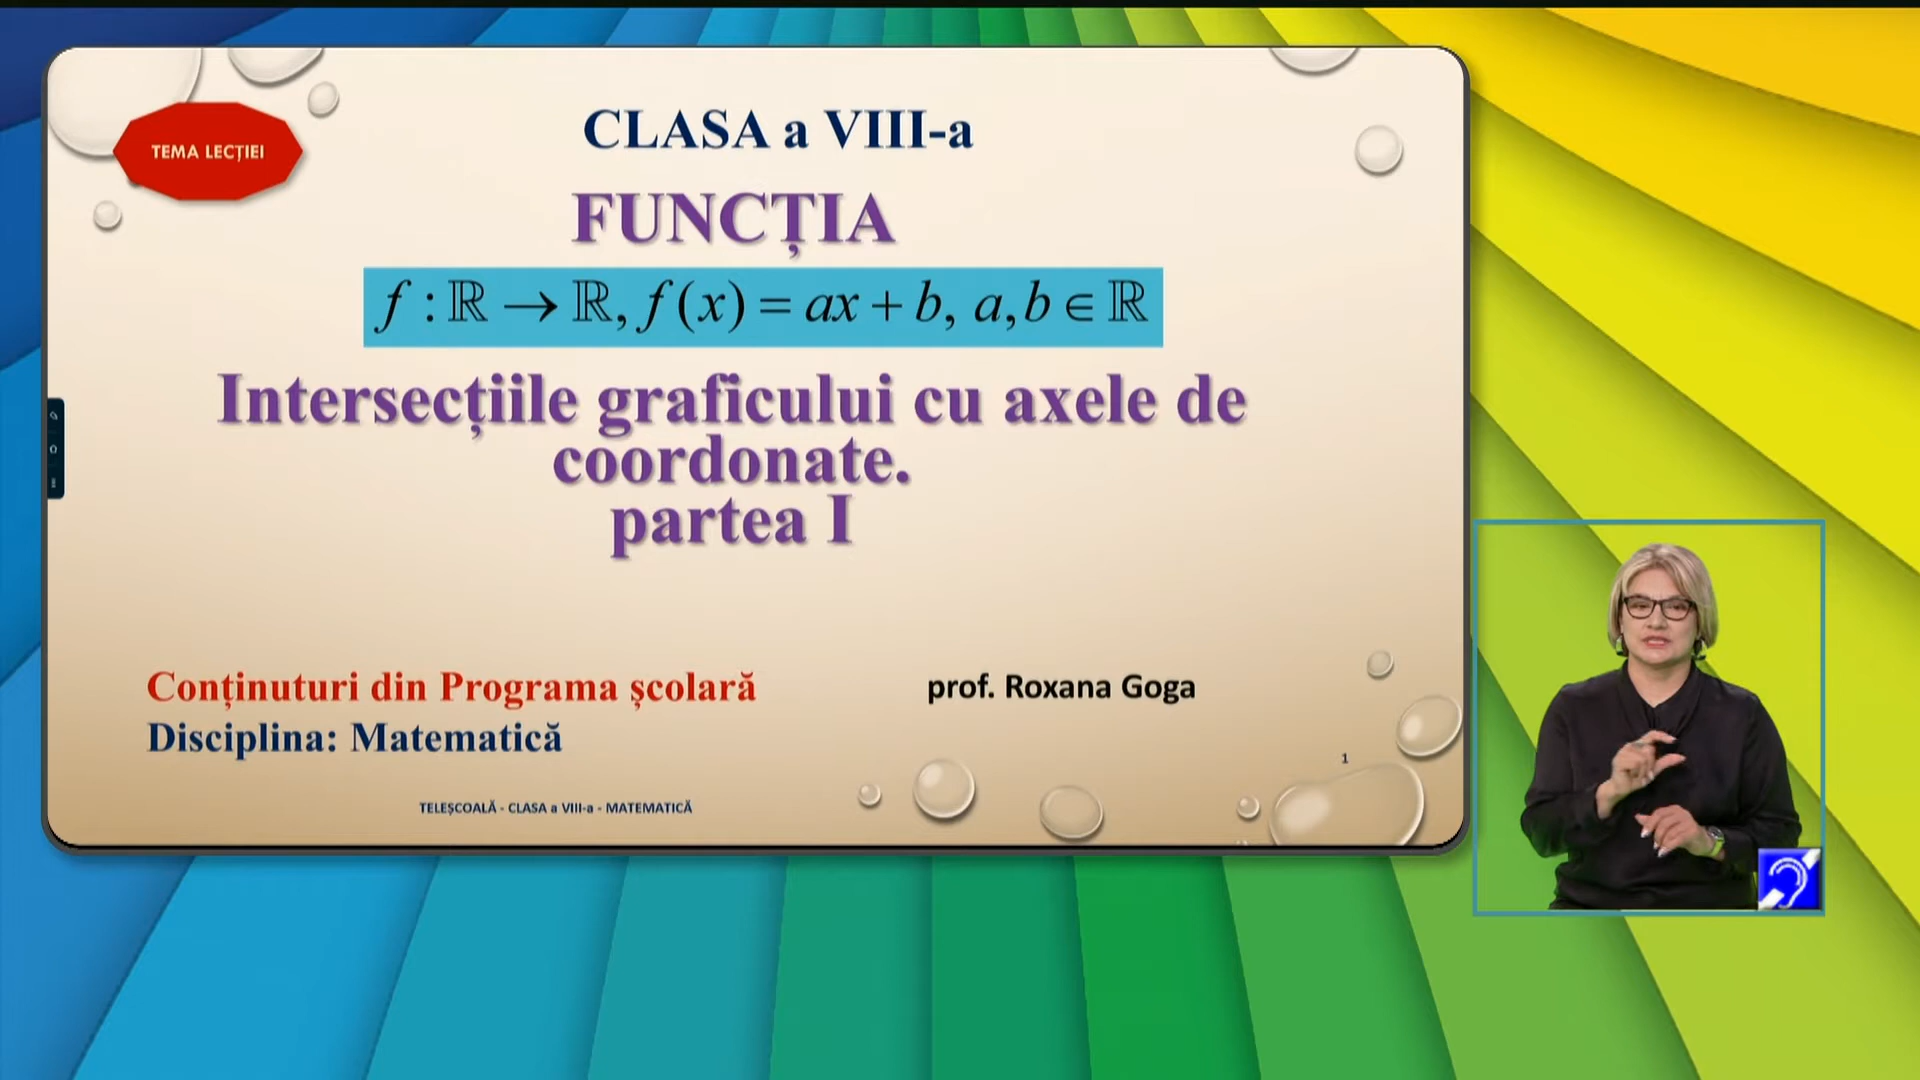 TEMA LECȚIEI
CLASA a VIII-a
FUNCȚIA
f : ℝ → ℝ, f (x) = ax + b, a, b ∈ ℝ
Intersecțiile graficului cu axele de
coordonate.
partea I
Conținuturi din Programa școlară
prof. Roxana Goga
Disciplina: Matematică
1
TELEȘCOALĂ - CLASA a VIII-a - MATEMATICĂ